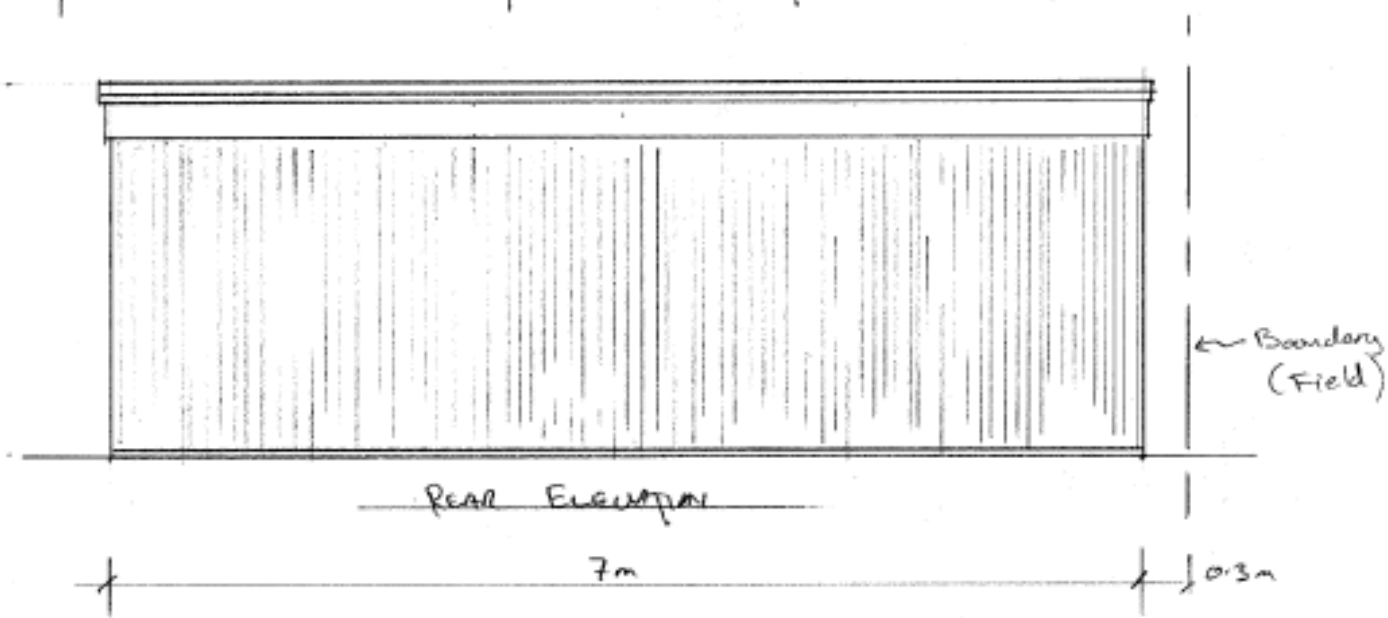 ← Boundary
(Field)
REAR ELEVATION
7m
0.3m